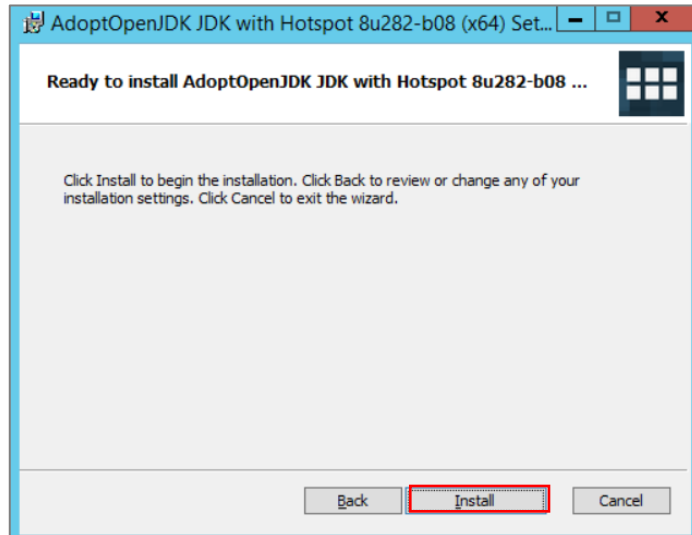 AdoptOpenJDK JDK with Hotspot 8u282-b08 (x64) Set...
Ready to install AdoptOpenJDK JDK with Hotspot 8u282-b08 ...
Click Install to begin the installation. Click Back to review or change any of your
installation settings. Click Cancel to exit the wizard.
Back Install Cancel